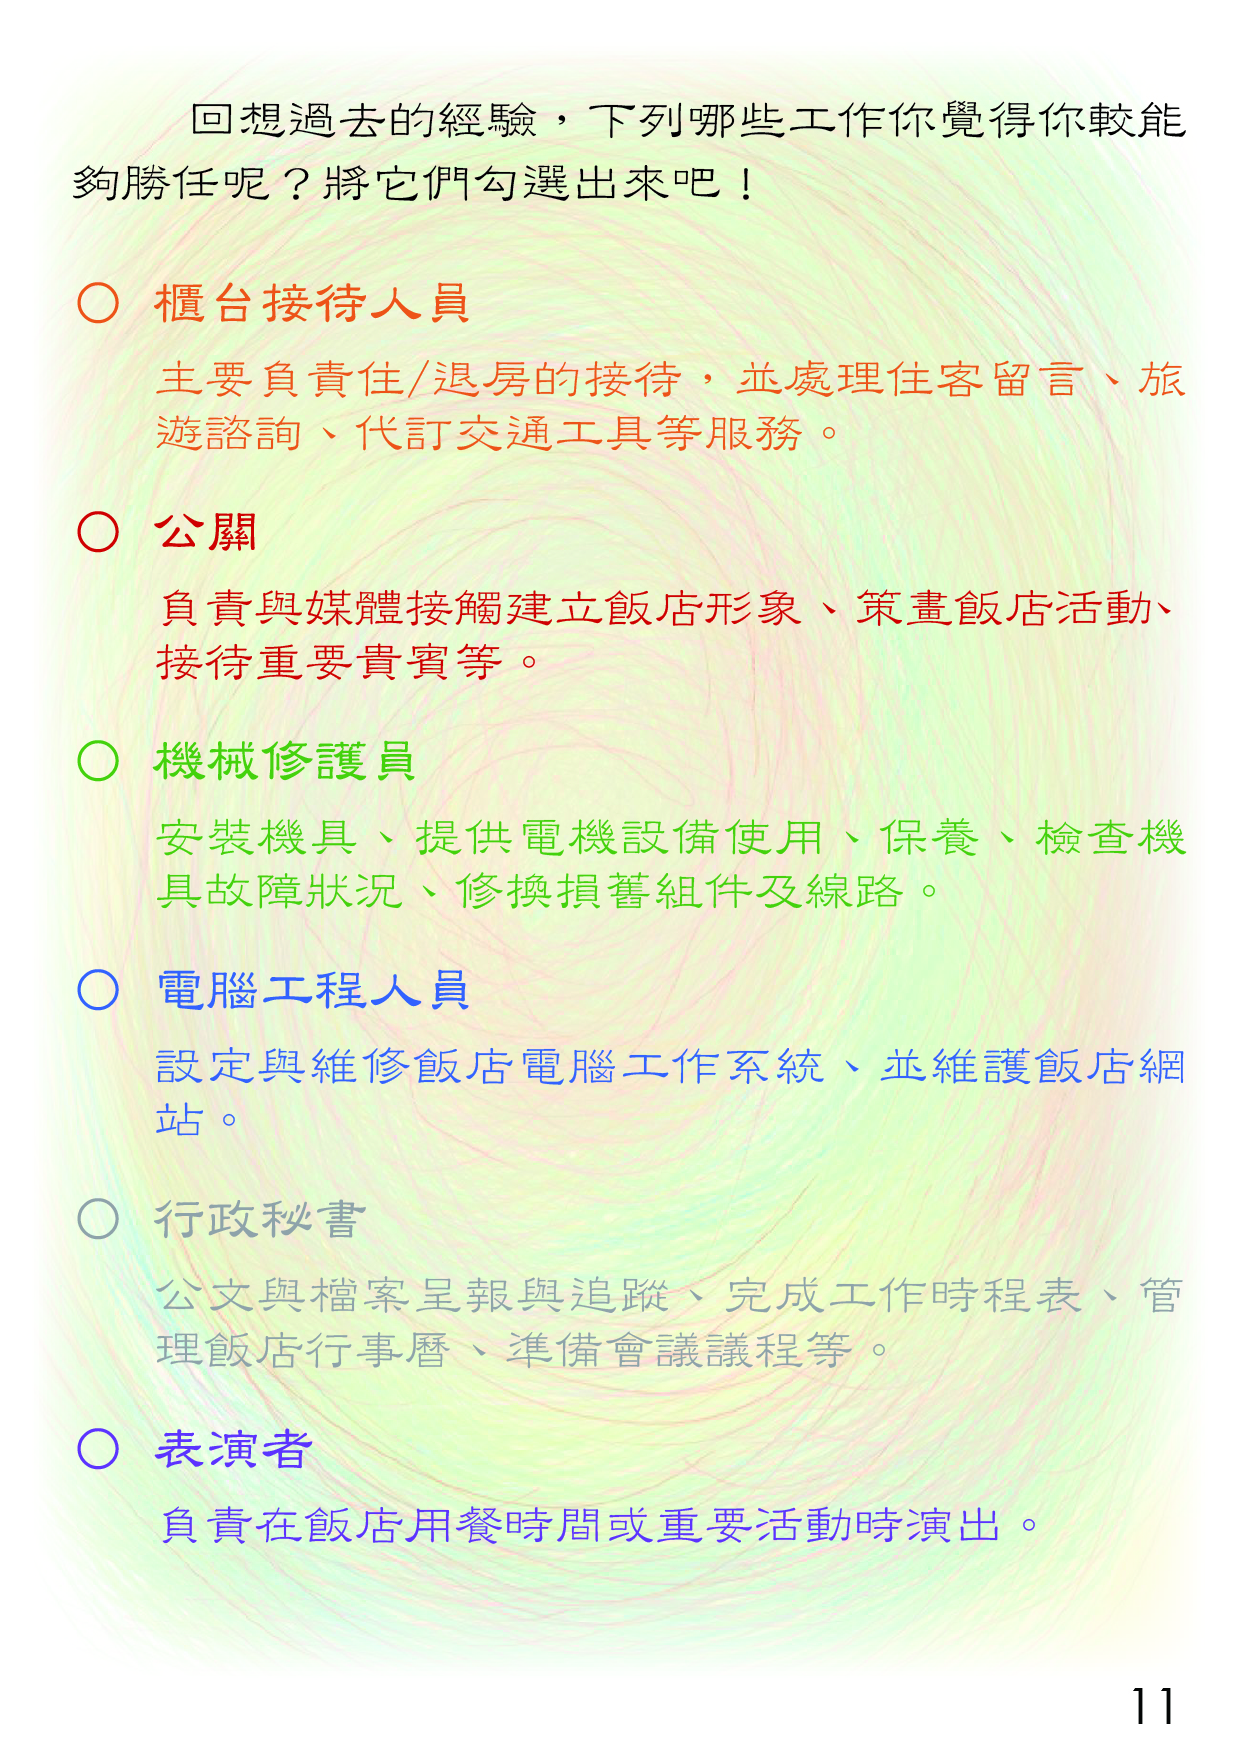 回想過去的經驗，下列哪些工作你覺得你較能
夠勝任呢？將它們勾選出來吧！
○ 櫃台接待人員
主要負責住/退房的接待，並處理住客留言、旅
遊諮詢、代訂交通工具等服務。
○ 公關
負責與媒體接觸建立飯店形象、策畫飯店活動、
接待重要貴賓等。
○ 機械修護員
安裝機具、提供電機設備使用、保養、檢查機
具故障狀況、修換損舊組件及線路。
○ 電腦工程人員
設定與維修飯店電腦工作系統、並維護飯店網
站。
○ 行政秘書
公文與檔案呈報與追蹤、完成工作時程表、管
理飯店行事曆、準備會議議程等。
○ 表演者
負責在飯店用餐時間或重要活動時演出。
11